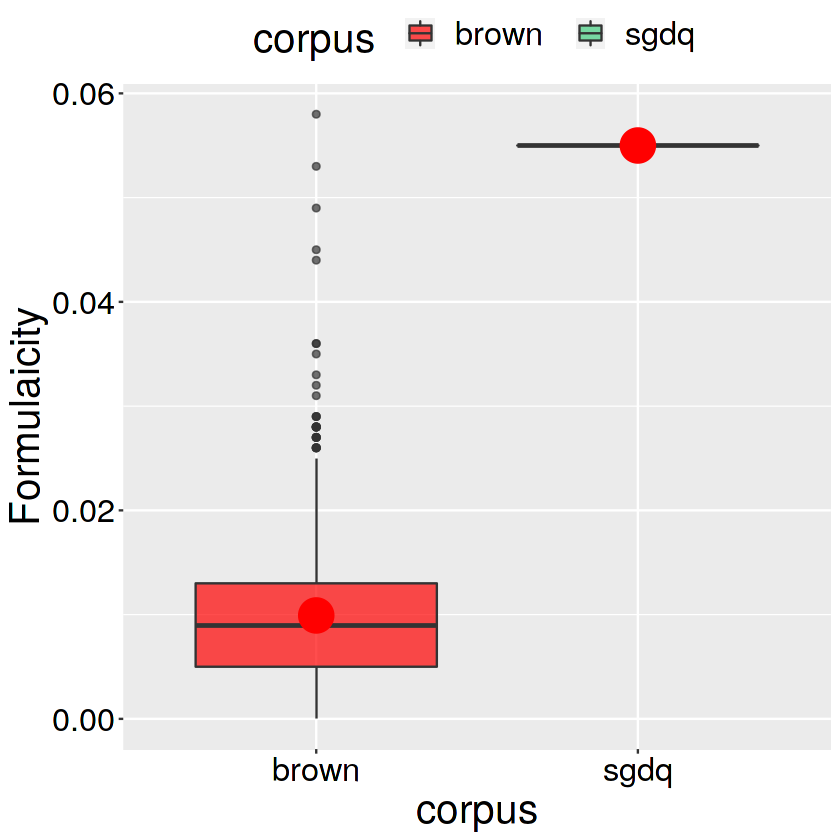 corpus brown sgdq
Formulaicity
0.06
0.04
0.02
0.00
brown sgdq
corpus